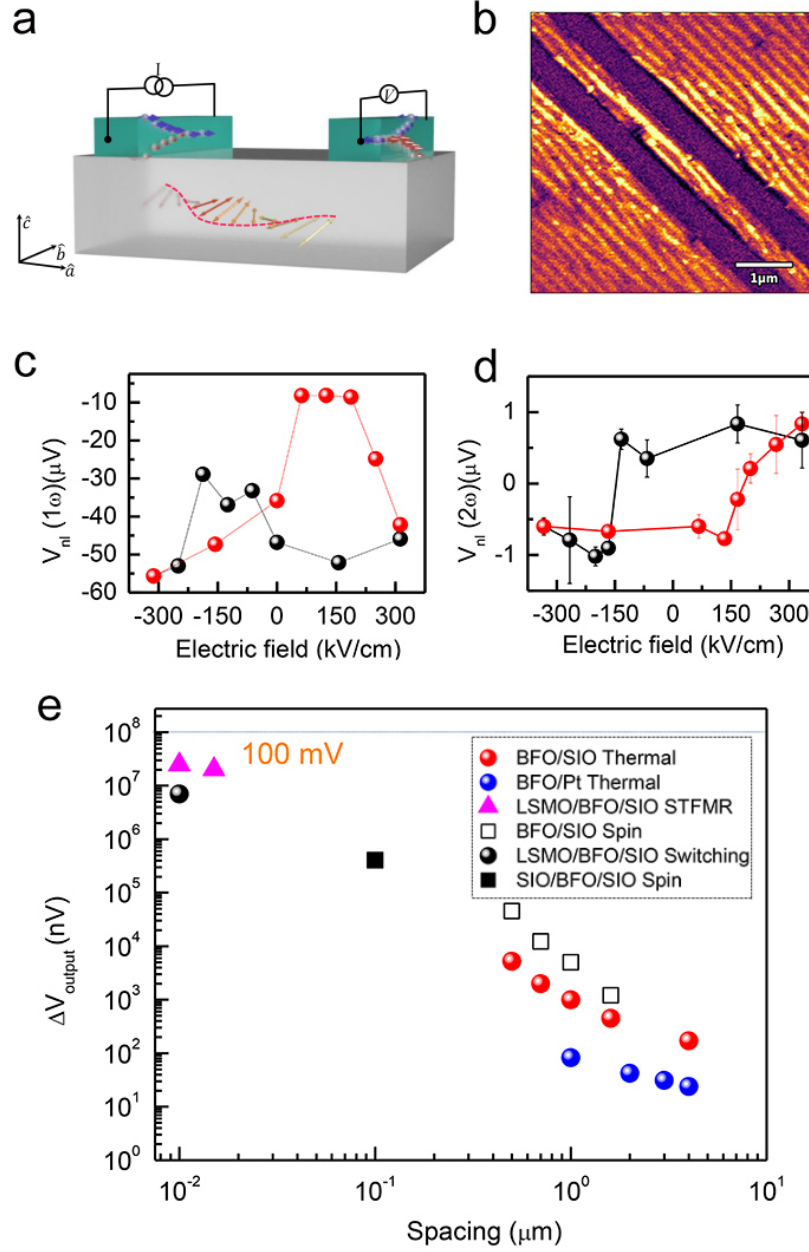 a
I
V
ĉ
b̂
â
b
1μm
c
V_nl (1ω)(μV)
-10
-20
-30
-40
-50
-60
-300 -150 0 150 300
Electric field (kV/cm)
d
V_nl (2ω)(μV)
1
0
-1
-300 -150 0 150 300
Electric field (kV/cm)
e
ΔV_output (nV)
10^8
10^7
10^6
10^5
10^4
10^3
10^2
10^1
10^0
100 mV
BFO/SIO Thermal
BFO/Pt Thermal
LSMO/BFO/SIO STFMR
BFO/SIO Spin
LSMO/BFO/SIO Switching
SIO/BFO/SIO Spin
10^-2 10^-1 10^0 10^1
Spacing (μm)